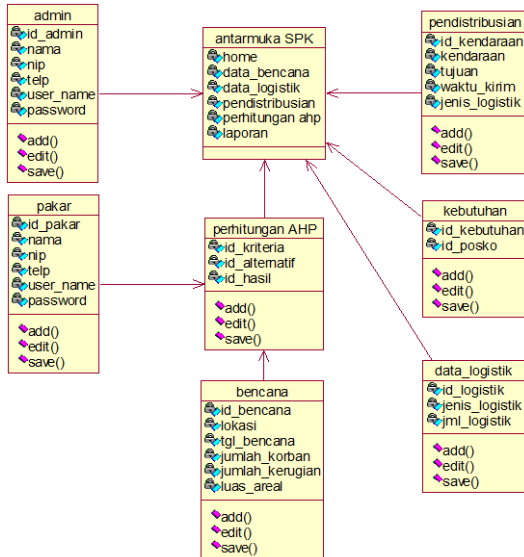 admin
id_admin
nama
nip
telp
user_name
password
add()
edit()
save()
antarmuka SPK
home
data_bencana
data_logistik
pendistribusian
perhitungan ahp
laporan
pendistribusian
id_kendaraan
kendaraan
tujuan
waktu_kirim
jenis_logistik
add()
edit()
save()
pakar
id_pakar
nama
nip
telp
user_name
password
add()
edit()
save()
perhitungan AHP
id_kriteria
id_alternatif
id_hasil
add()
edit()
save()
kebutuhan
id_kebutuhan
id_posko
add()
edit()
save()
bencana
id_bencana
lokasi
tgl_bencana
jumlah_korban
jumlah_kerugian
luas_areal
add()
edit()
save()
data_logistik
id_logistik
jenis_logistik
jml_logistik
add()
edit()
save()